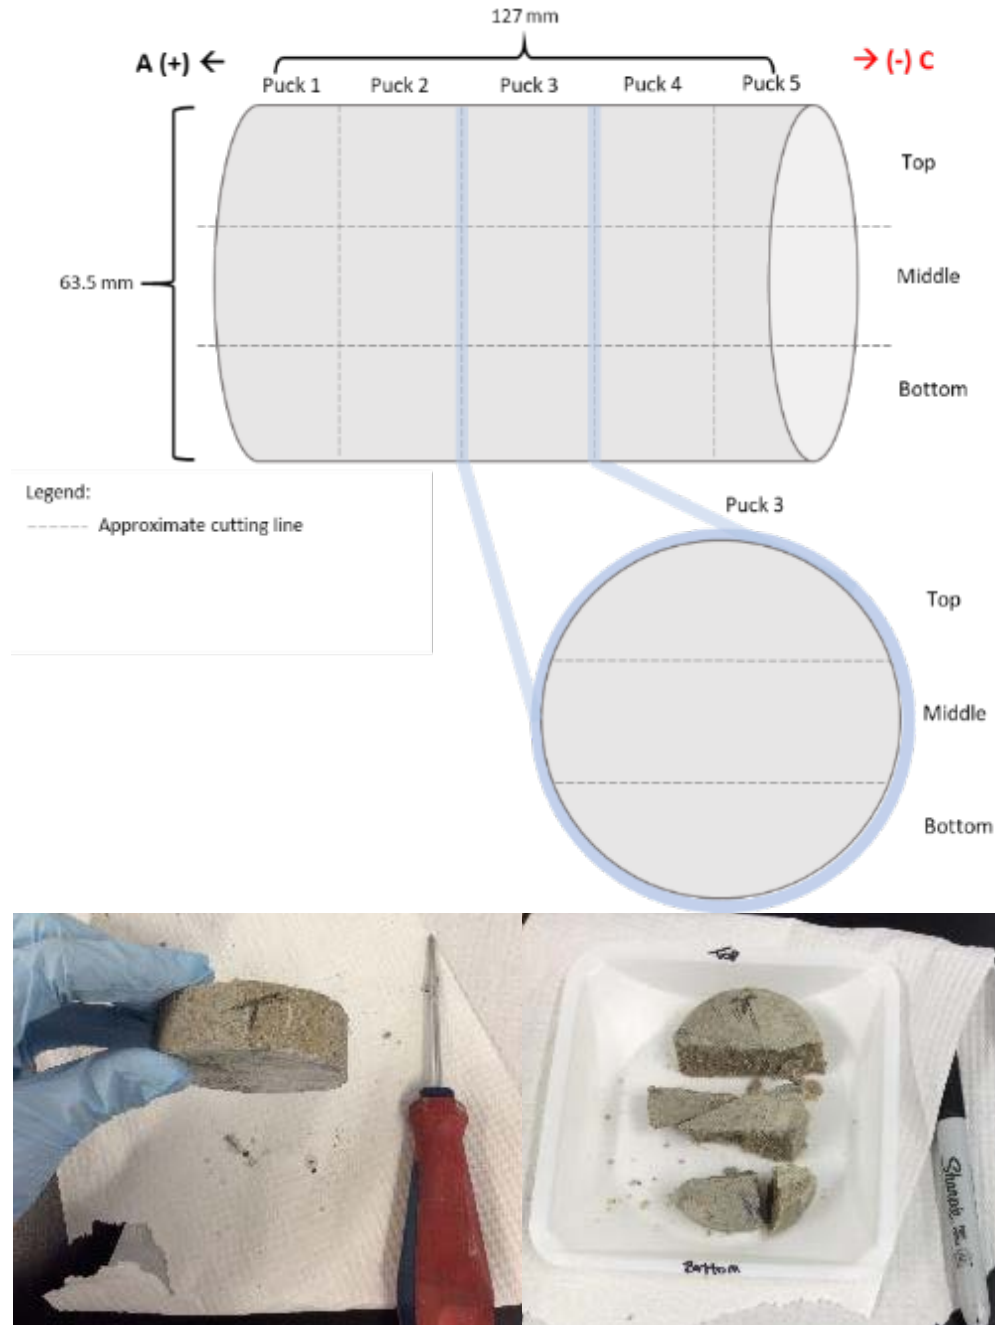 127 mm
A (+) ← → (-) C
Puck 1 Puck 2 Puck 3 Puck 4 Puck 5
Top
63.5 mm
Middle
Bottom
Legend:
------ Approximate cutting line
Puck 3
Top
Middle
Bottom
T
T
Bottom
Sharpie